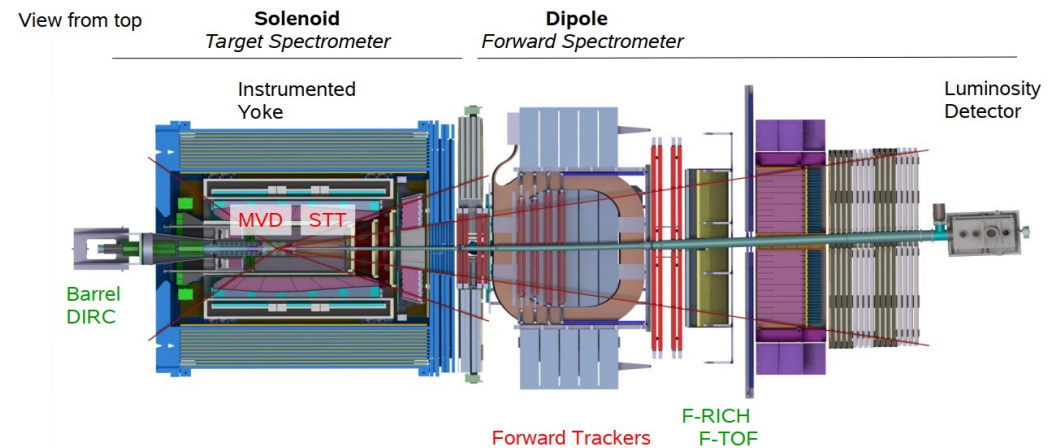 View from top
Solenoid
Target Spectrometer
Dipole
Forward Spectrometer
Instrumented
Yoke
Luminosity
Detector
MVD
STT
Barrel
DIRC
Forward Trackers
F-RICH
F-TOF